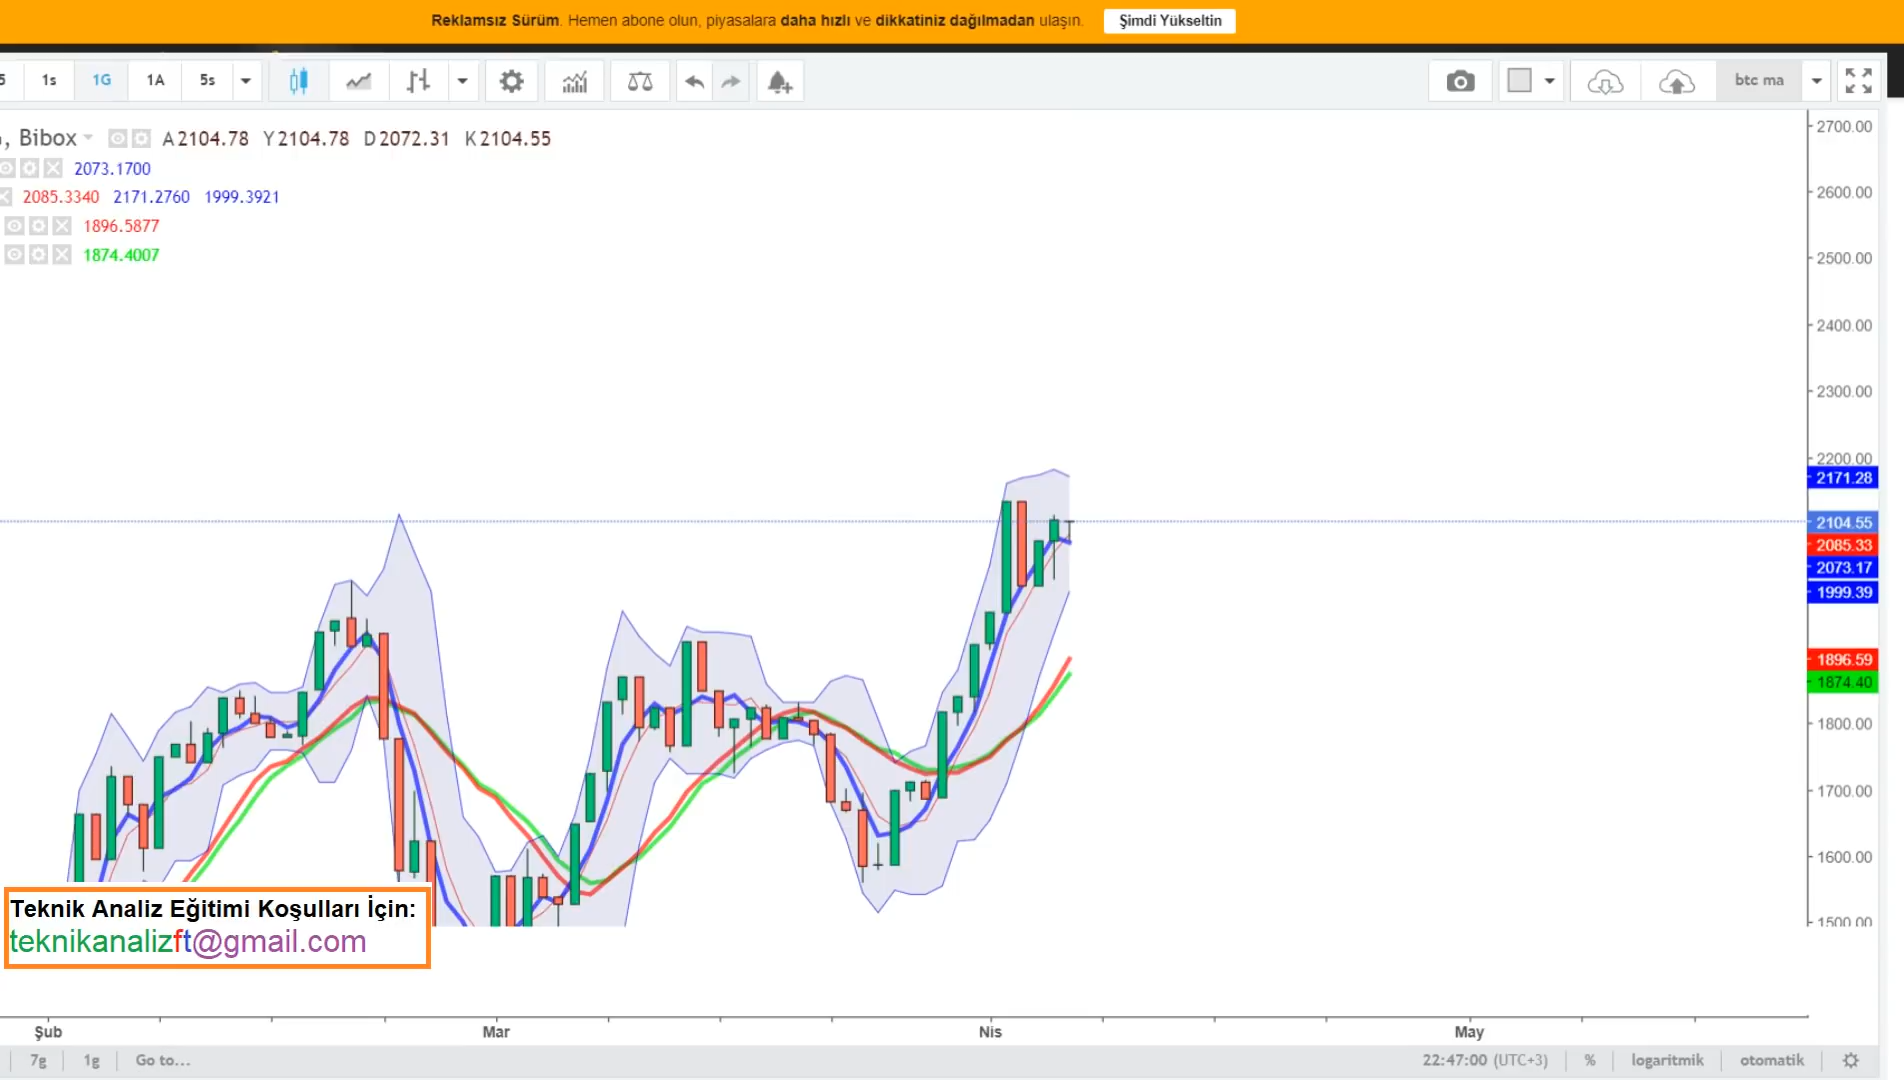 Reklamsız Sürüm. Hemen abone olun, piyasalara daha hızlı ve dikkatiniz dağılmadan ulaşın. Şimdi Yükseltin
5 1s 1G 1A 5s btc ma
, Bibox A2104.78 Y2104.78 D2072.31 K2104.55
2073.1700
2085.3340 2171.2760 1999.3921
1896.5877
1874.4007
2700.00
2600.00
2500.00
2400.00
2300.00
2200.00
2171.28
2104.55
2085.33
2073.17
1999.39
1896.59
1874.40
1800.00
1700.00
1600.00
1500.00
Teknik Analiz Eğitimi Koşulları İçin:
teknikanalizft@gmail.com
Şub Mar Nis May
7g 1g Go to... 22:47:00 (UTC+3) % logaritmik otomatik